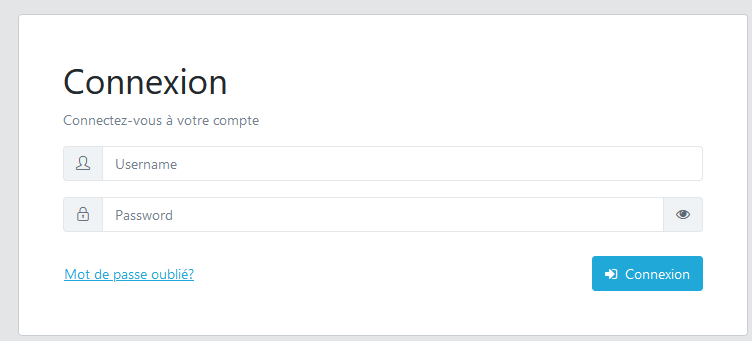 Connexion
Connectez-vous à votre compte
Username
Password
Mot de passe oublié?
Connexion